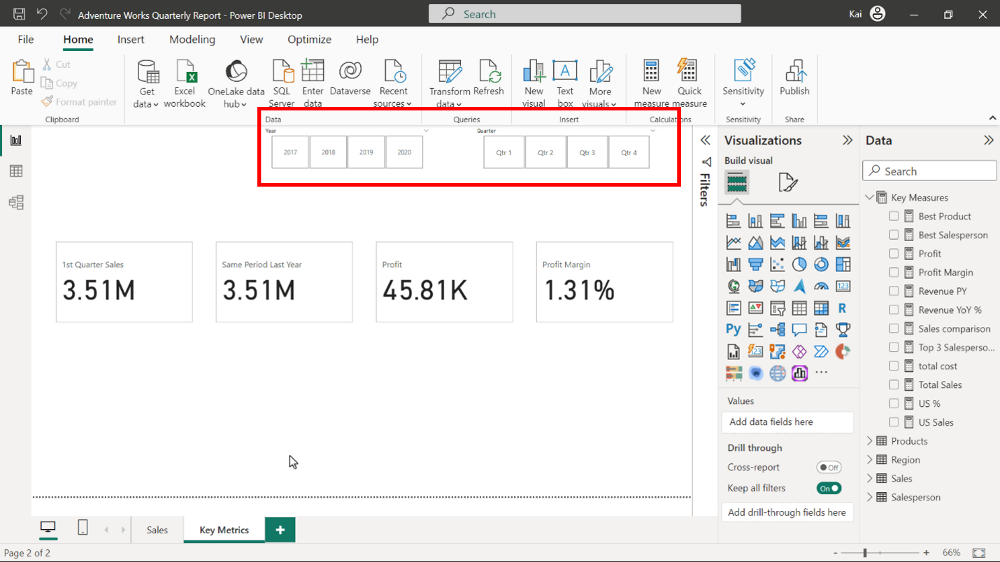 Adventure Works Quarterly Report - Power BI Desktop
Search
Kai
File Home Insert Modeling View Optimize Help
Paste
Cut
Copy
Format painter
Clipboard
Get data
Excel workbook
OneLake data hub
SQL Server
Enter data
Dataverse
Recent sources
Data
Transform data
Refresh
Queries
New visual
A
Text box
More visuals
Insert
New measure
Quick measure
Calculations
Sensitivity
Sensitivity
Publish
Share
Year
2017 2018 2019 2020
Quarter
Qtr 1 Qtr 2 Qtr 3 Qtr 4
1st Quarter Sales
3.51M
Same Period Last Year
3.51M
Profit
45.81K
Profit Margin
1.31%
Filters
Visualizations
Build visual
123
R
Py
123
Values
Add data fields here
Drill through
Cross-report
Off
Keep all filters
On
Add drill-through fields here
Data
Search
Key Measures
Best Product
Best Salesperson
Profit
Profit Margin
Revenue PY
Revenue YoY %
Sales comparison
Top 3 Salesperso...
total cost
Total Sales
US %
US Sales
Products
Region
Sales
Salesperson
Sales
Key Metrics
+
Page 2 of 2
- + 66%